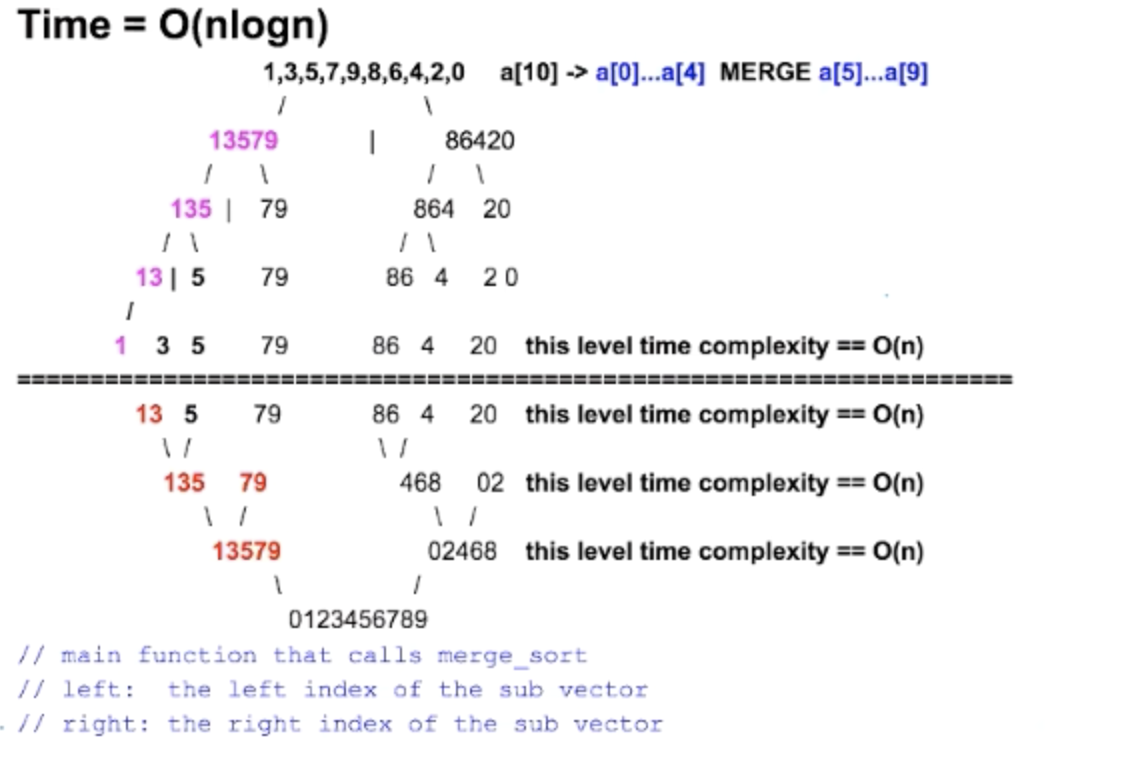 Time = O(nlogn)
1,3,5,7,9,8,6,4,2,0 a[10] -> a[0]...a[4] MERGE a[5]...a[9]
/ \
13579 | 86420
/ \ / \
135 | 79 864 20
/ \ / \
13 | 5 79 86 4 2 0
/
1 3 5 79 86 4 20 this level time complexity == O(n)
======================================================================
13 5 79 86 4 20 this level time complexity == O(n)
\ / \ /
135 79 468 02 this level time complexity == O(n)
\ / \ /
13579 02468 this level time complexity == O(n)
\ /
0123456789
// main function that calls merge_sort
// left: the left index of the sub vector
// right: the right index of the sub vector